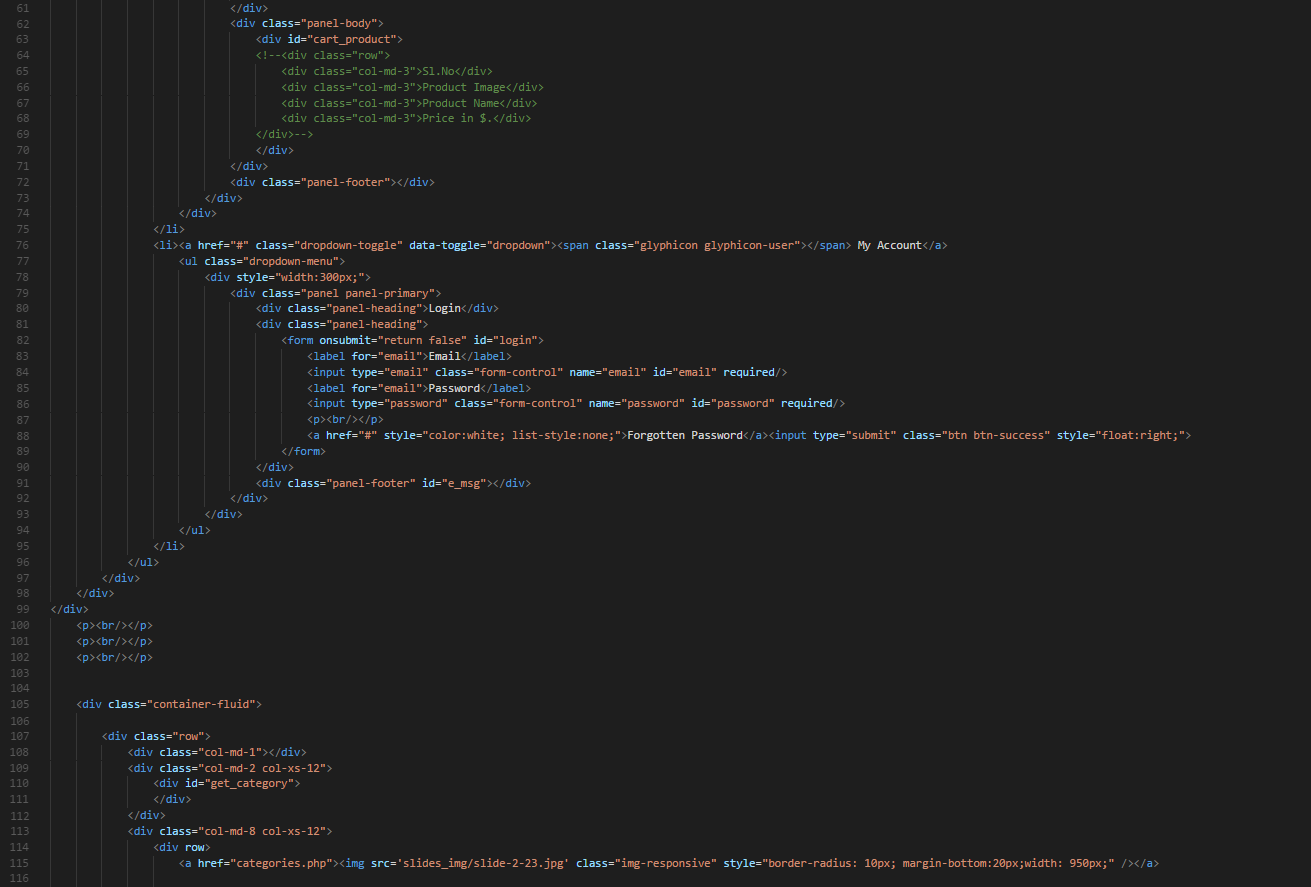 61 </div>
62 <div class="panel-body">
63 <div id="cart_product">
64 <!--<div class="row">
65 <div class="col-md-3">Sl.No</div>
66 <div class="col-md-3">Product Image</div>
67 <div class="col-md-3">Product Name</div>
68 <div class="col-md-3">Price in $.</div>
69 </div>-->
70 </div>
71 </div>
72 <div class="panel-footer"></div>
73 </div>
74 </div>
75 </li>
76 <li><a href="#" class="dropdown-toggle" data-toggle="dropdown"><span class="glyphicon glyphicon-user"></span> My Account</a>
77 <ul class="dropdown-menu">
78 <div style="width:300px;">
79 <div class="panel panel-primary">
80 <div class="panel-heading">Login</div>
81 <div class="panel-heading">
82 <form onsubmit="return false" id="login">
83 <label for="email">Email</label>
84 <input type="email" class="form-control" name="email" id="email" required/>
85 <label for="email">Password</label>
86 <input type="password" class="form-control" name="password" id="password" required/>
87 <p><br/></p>
88 <a href="#" style="color:white; list-style:none;">Forgotten Password</a><input type="submit" class="btn btn-success" style="float:right;">
89 </form>
90 </div>
91 <div class="panel-footer" id="e_msg"></div>
92 </div>
93 </div>
94 </ul>
95 </li>
96 </ul>
97 </div>
98 </div>
99 </div>
100 <p><br/></p>
101 <p><br/></p>
102 <p><br/></p>
103
104
105 <div class="container-fluid">
106
107 <div class="row">
108 <div class="col-md-1"></div>
109 <div class="col-md-2 col-xs-12">
110 <div id="get_category">
111 </div>
112 </div>
113 <div class="col-md-8 col-xs-12">
114 <div row>
115 <a href="categories.php"><img src='slides_img/slide-2-23.jpg' class="img-responsive" style="border-radius: 10px; margin-bottom:20px;width: 950px;" /></a>
116